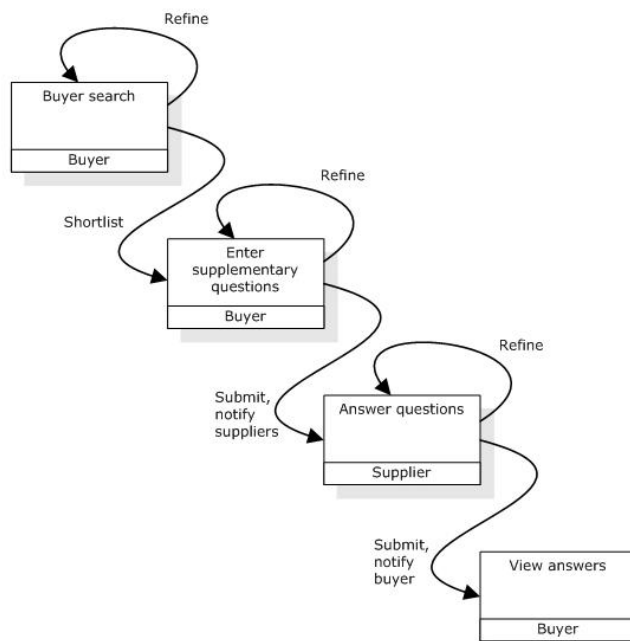 Refine
Buyer search
Buyer
Shortlist
Refine
Enter
supplementary
questions
Buyer
Submit,
notify
suppliers
Refine
Answer questions
Supplier
Submit,
notify
buyer
View answers
Buyer